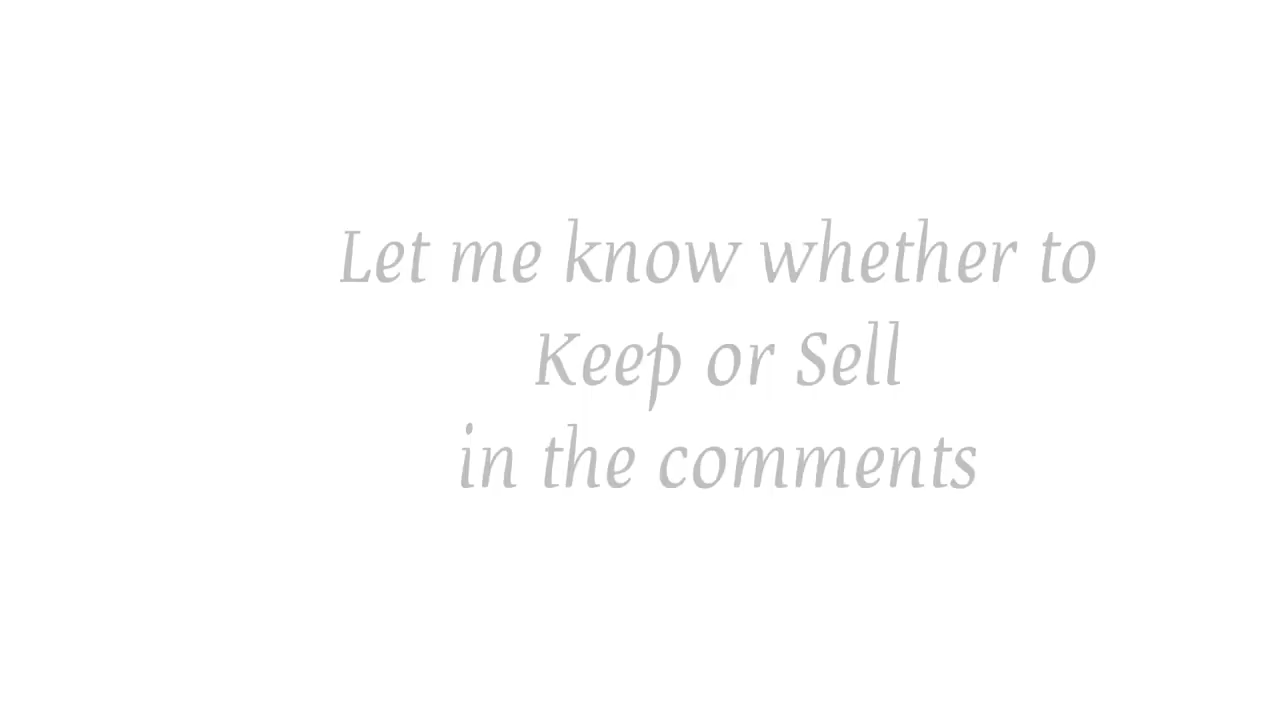 Let me know whether to
Keep or Sell
in the comments